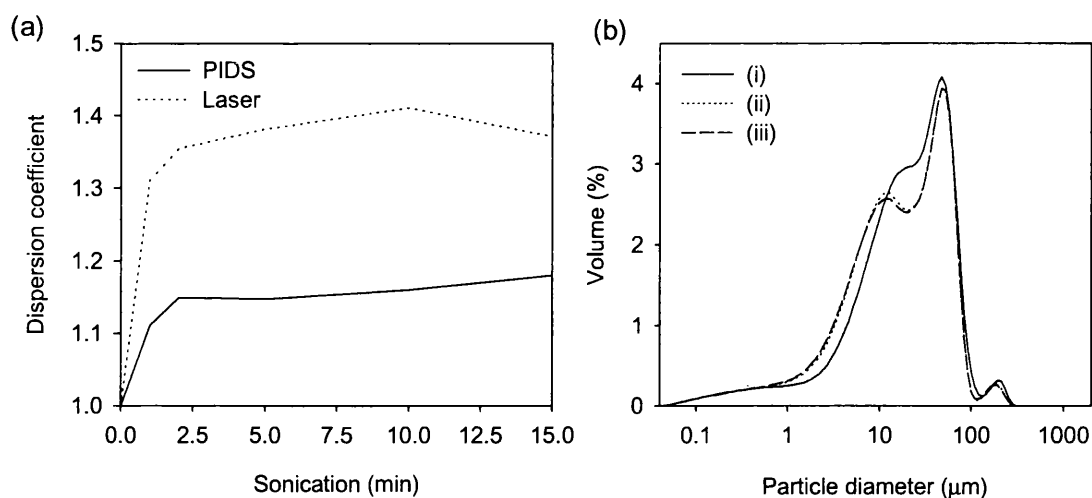 (a)
1.5
1.4
1.3
1.2
1.1
1.0
Dispersion coefficient
PIDS
Laser
0.0 2.5 5.0 7.5 10.0 12.5 15.0
Sonication (min)
(b)
4
3
2
1
0
Volume (%)
(i)
(ii)
(iii)
0.1 1 10 100 1000
Particle diameter (μm)